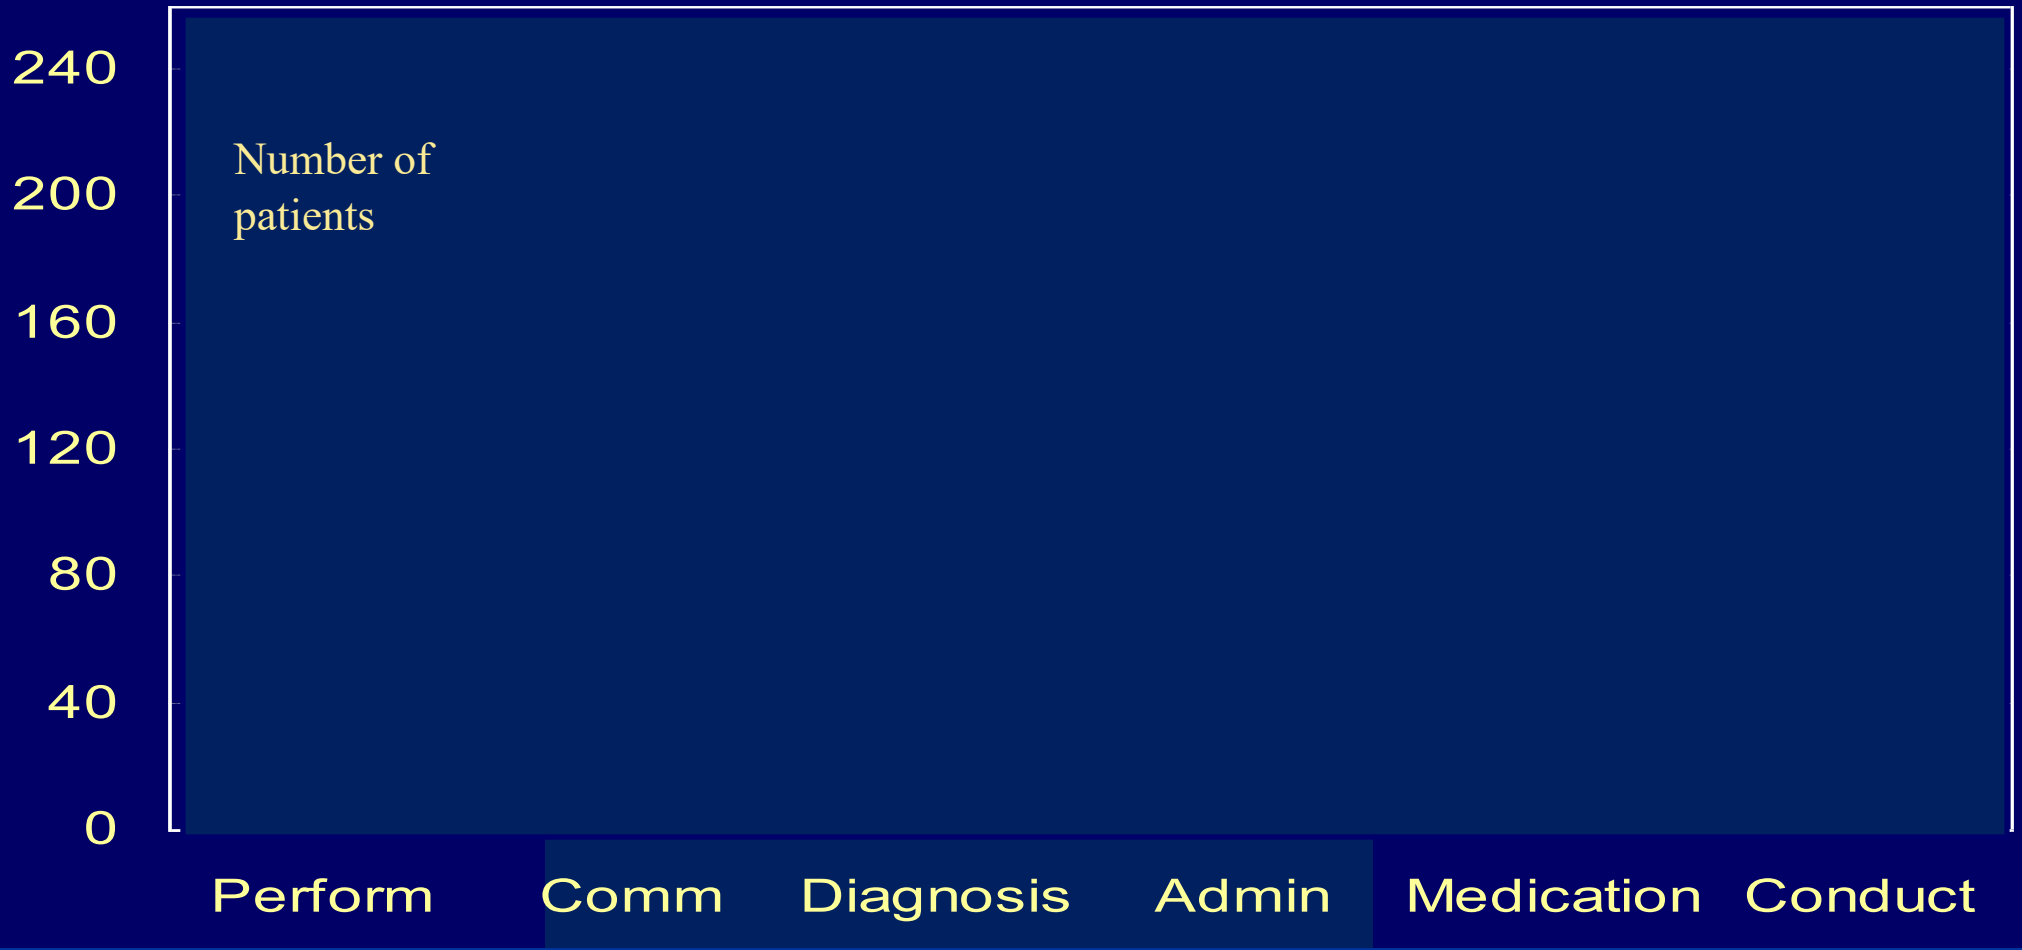 240
Number of
patients
200
160
120
80
40
0
Perform Comm Diagnosis Admin Medication Conduct